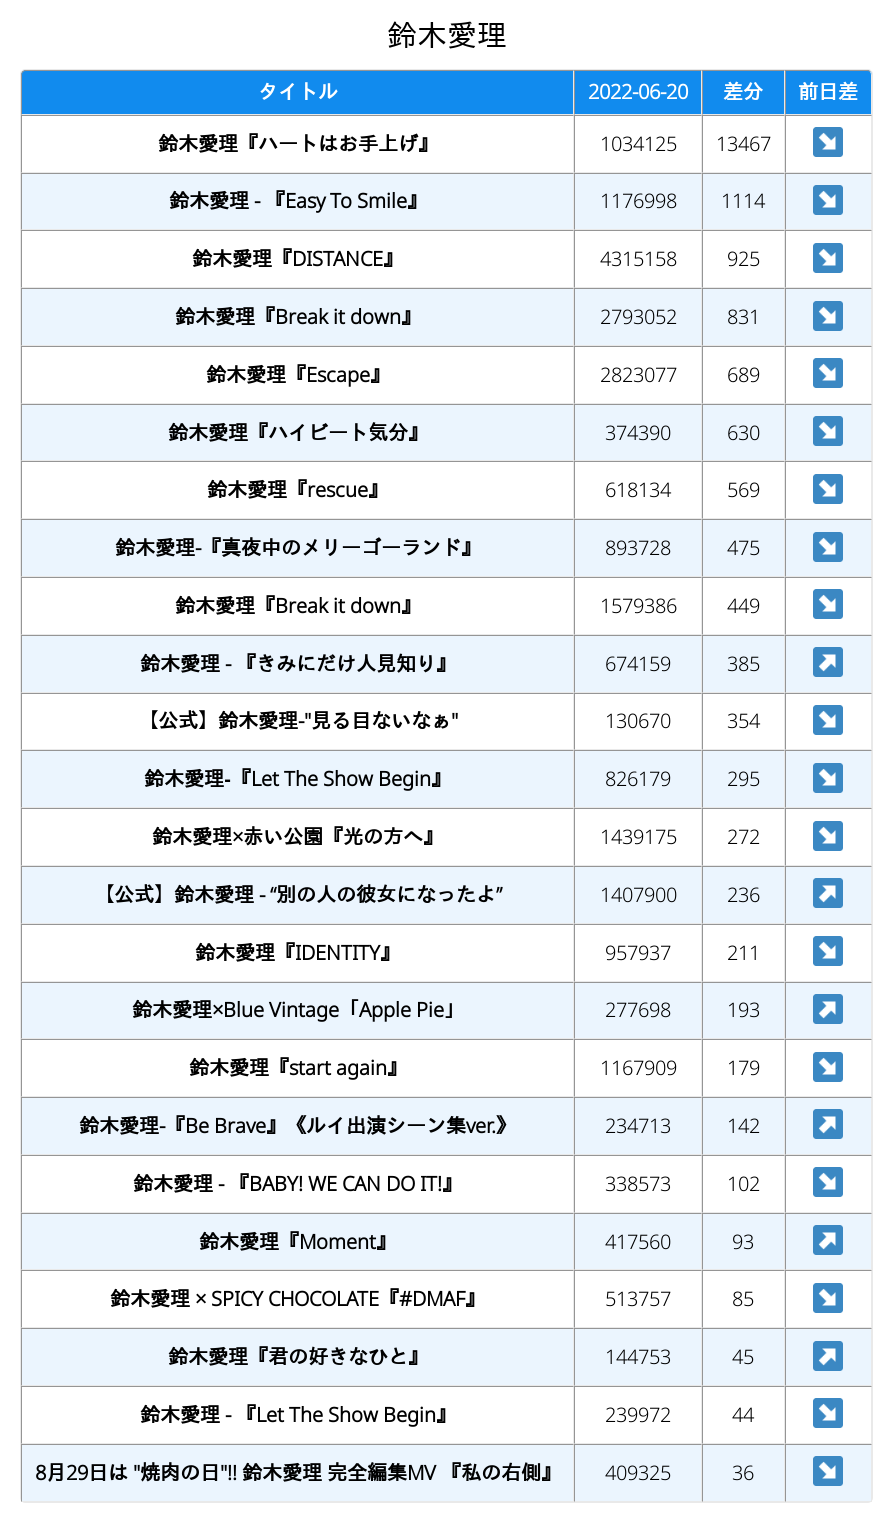 鈴木愛理
タイトル 2022-06-20 差分 前日差
鈴木愛理『ハートはお手上げ』 1034125 13467 ↘
鈴木愛理 - 『Easy To Smile』 1176998 1114 ↘
鈴木愛理『DISTANCE』 4315158 925 ↘
鈴木愛理『Break it down』 2793052 831 ↘
鈴木愛理『Escape』 2823077 689 ↘
鈴木愛理『ハイビート気分』 374390 630 ↘
鈴木愛理『rescue』 618134 569 ↘
鈴木愛理-『真夜中のメリーゴーランド』 893728 475 ↘
鈴木愛理『Break it down』 1579386 449 ↘
鈴木愛理 - 『きみにだけ人見知り』 674159 385 ↗
【公式】鈴木愛理-"見る目ないなぁ" 130670 354 ↘
鈴木愛理-『Let The Show Begin』 826179 295 ↘
鈴木愛理×赤い公園『光の方へ』 1439175 272 ↘
【公式】鈴木愛理 - “別の人の彼女になったよ” 1407900 236 ↗
鈴木愛理『IDENTITY』 957937 211 ↘
鈴木愛理×Blue Vintage「Apple Pie」 277698 193 ↗
鈴木愛理『start again』 1167909 179 ↘
鈴木愛理-『Be Brave』《ルイ出演シーン集ver.》 234713 142 ↗
鈴木愛理 - 『BABY! WE CAN DO IT!』 338573 102 ↘
鈴木愛理『Moment』 417560 93 ↗
鈴木愛理 × SPICY CHOCOLATE『#DMAF』 513757 85 ↘
鈴木愛理『君の好きなひと』 144753 45 ↗
鈴木愛理 - 『Let The Show Begin』 239972 44 ↘
8月29日は "焼肉の日"!! 鈴木愛理 完全編集MV 『私の右側』 409325 36 ↘